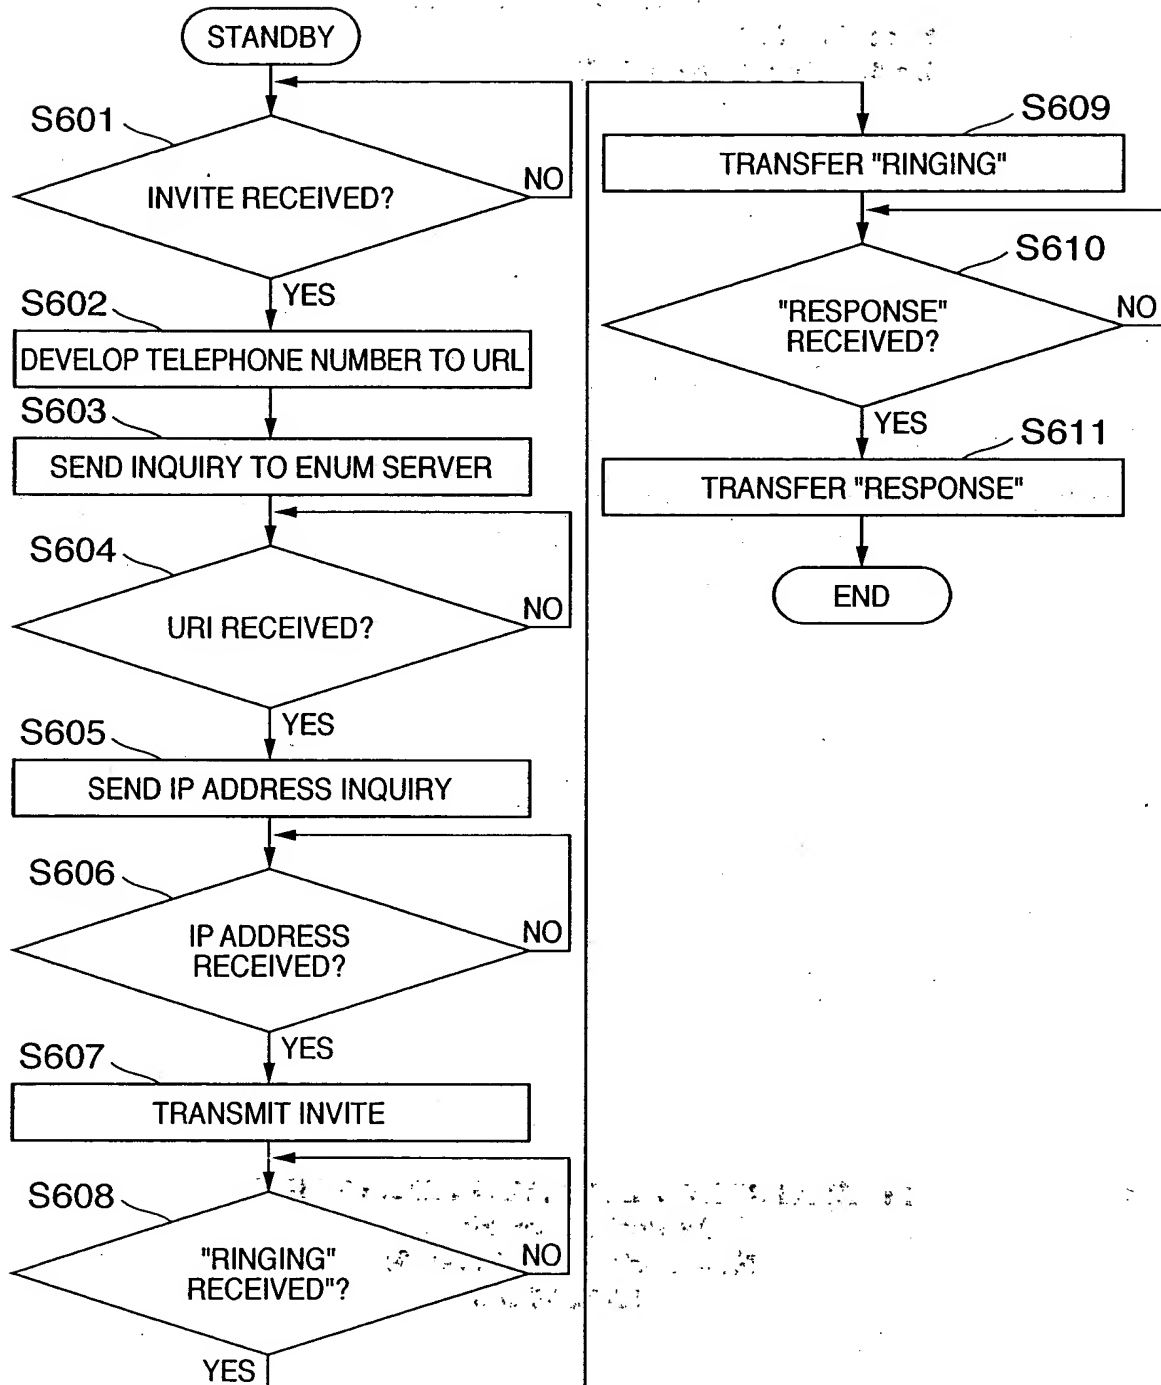 STANDBY
S601
INVITE RECEIVED?
NO
YES
S602
DEVELOP TELEPHONE NUMBER TO URL
S603
SEND INQUIRY TO ENUM SERVER
S604
URI RECEIVED?
NO
YES
S605
SEND IP ADDRESS INQUIRY
S606
IP ADDRESS
RECEIVED?
NO
YES
S607
TRANSMIT INVITE
S608
"RINGING"
RECEIVED"?
NO
YES
S609
TRANSFER "RINGING"
S610
"RESPONSE"
RECEIVED?
NO
YES
S611
TRANSFER "RESPONSE"
END